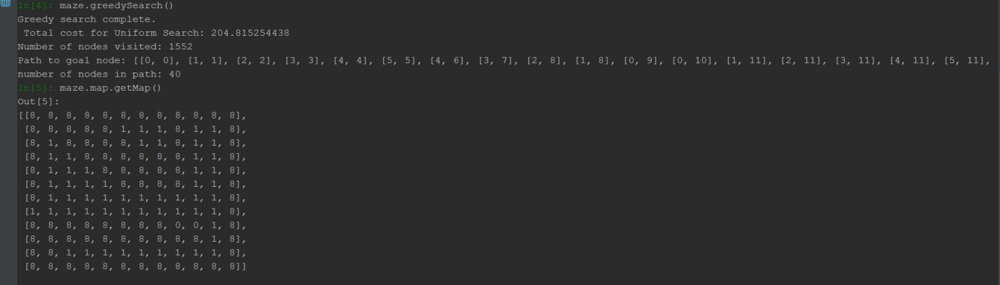 In[4]: maze.greedySearch()
Greedy search complete.
 Total cost for Uniform Search: 204.815254438
Number of nodes visited: 1552
Path to goal node: [[0, 0], [1, 1], [2, 2], [3, 3], [4, 4], [5, 5], [4, 6], [3, 7], [2, 8], [1, 8], [0, 9], [0, 10], [1, 11], [2, 11], [3, 11], [4, 11], [5, 11],
number of nodes in path: 40
In[5]: maze.map.getMap()
Out[5]:
[[8, 8, 8, 8, 8, 8, 8, 8, 8, 8, 8, 8],
 [8, 8, 8, 8, 8, 1, 1, 1, 8, 1, 1, 8],
 [8, 1, 8, 8, 8, 8, 1, 1, 8, 1, 1, 8],
 [8, 1, 1, 8, 8, 8, 8, 8, 8, 1, 1, 8],
 [8, 1, 1, 1, 8, 8, 8, 8, 8, 1, 1, 8],
 [8, 1, 1, 1, 1, 8, 8, 8, 8, 1, 1, 8],
 [8, 1, 1, 1, 1, 1, 1, 1, 1, 1, 1, 8],
 [1, 1, 1, 1, 1, 1, 1, 1, 1, 1, 1, 8],
 [8, 8, 8, 8, 8, 8, 8, 8, 0, 0, 1, 8],
 [8, 8, 8, 8, 8, 8, 8, 8, 8, 8, 1, 8],
 [8, 8, 1, 1, 1, 1, 1, 1, 1, 1, 1, 8],
 [8, 8, 8, 8, 8, 8, 8, 8, 8, 8, 8, 8]]